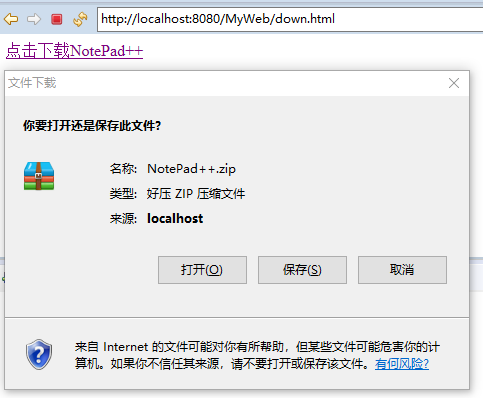 http://localhost:8080/MyWeb/down.html
点击下载NotePad++
文件下载
你要打开还是保存此文件?
名称: NotePad++.zip
类型: 好压 ZIP 压缩文件
来源: localhost
打开(O) 保存(S) 取消
来自 Internet 的文件可能对你有所帮助，但某些文件可能危害你的计
算机。如果你不信任其来源，请不要打开或保存该文件。有何风险?